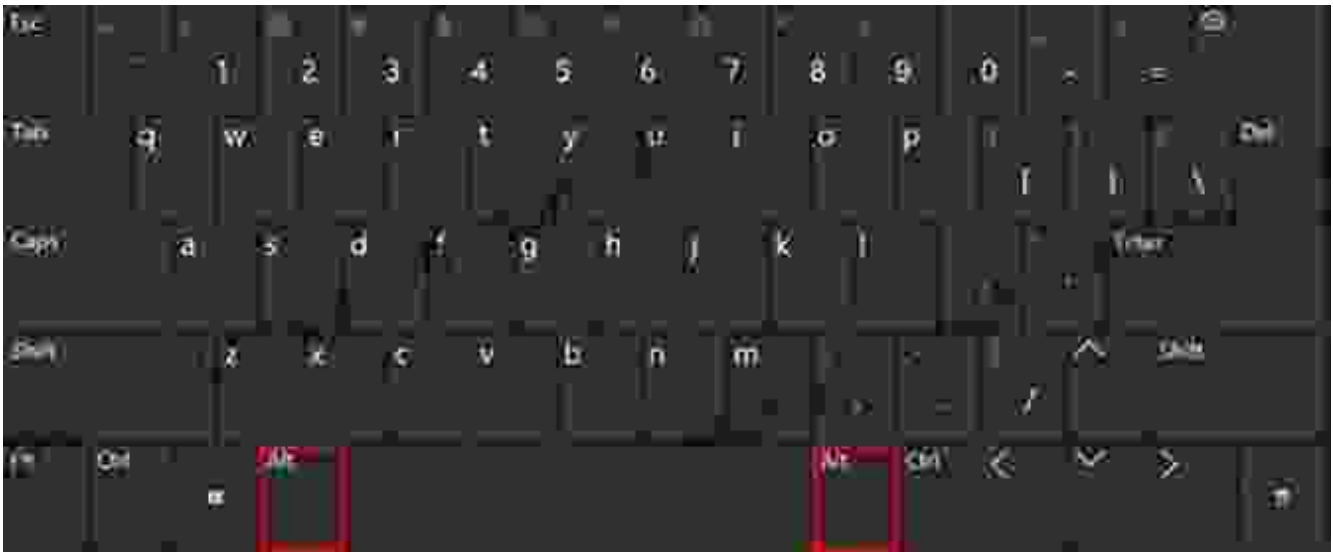 Esc
1 2 3 4 5 6 7 8 9 0 - =
Tab q w e r t y u i o p Del
[ ] \
Caps a s d f g h j k l Enter
Shift z x c v b n m Shift
/
Fn Ctrl Alt Alt Ctrl